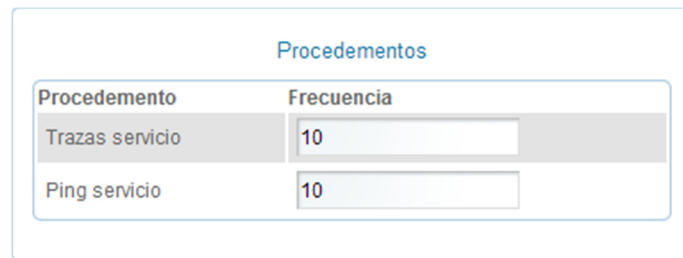 Procedementos
Procedemento Frecuencia
Trazas servicio 10
Ping servicio 10